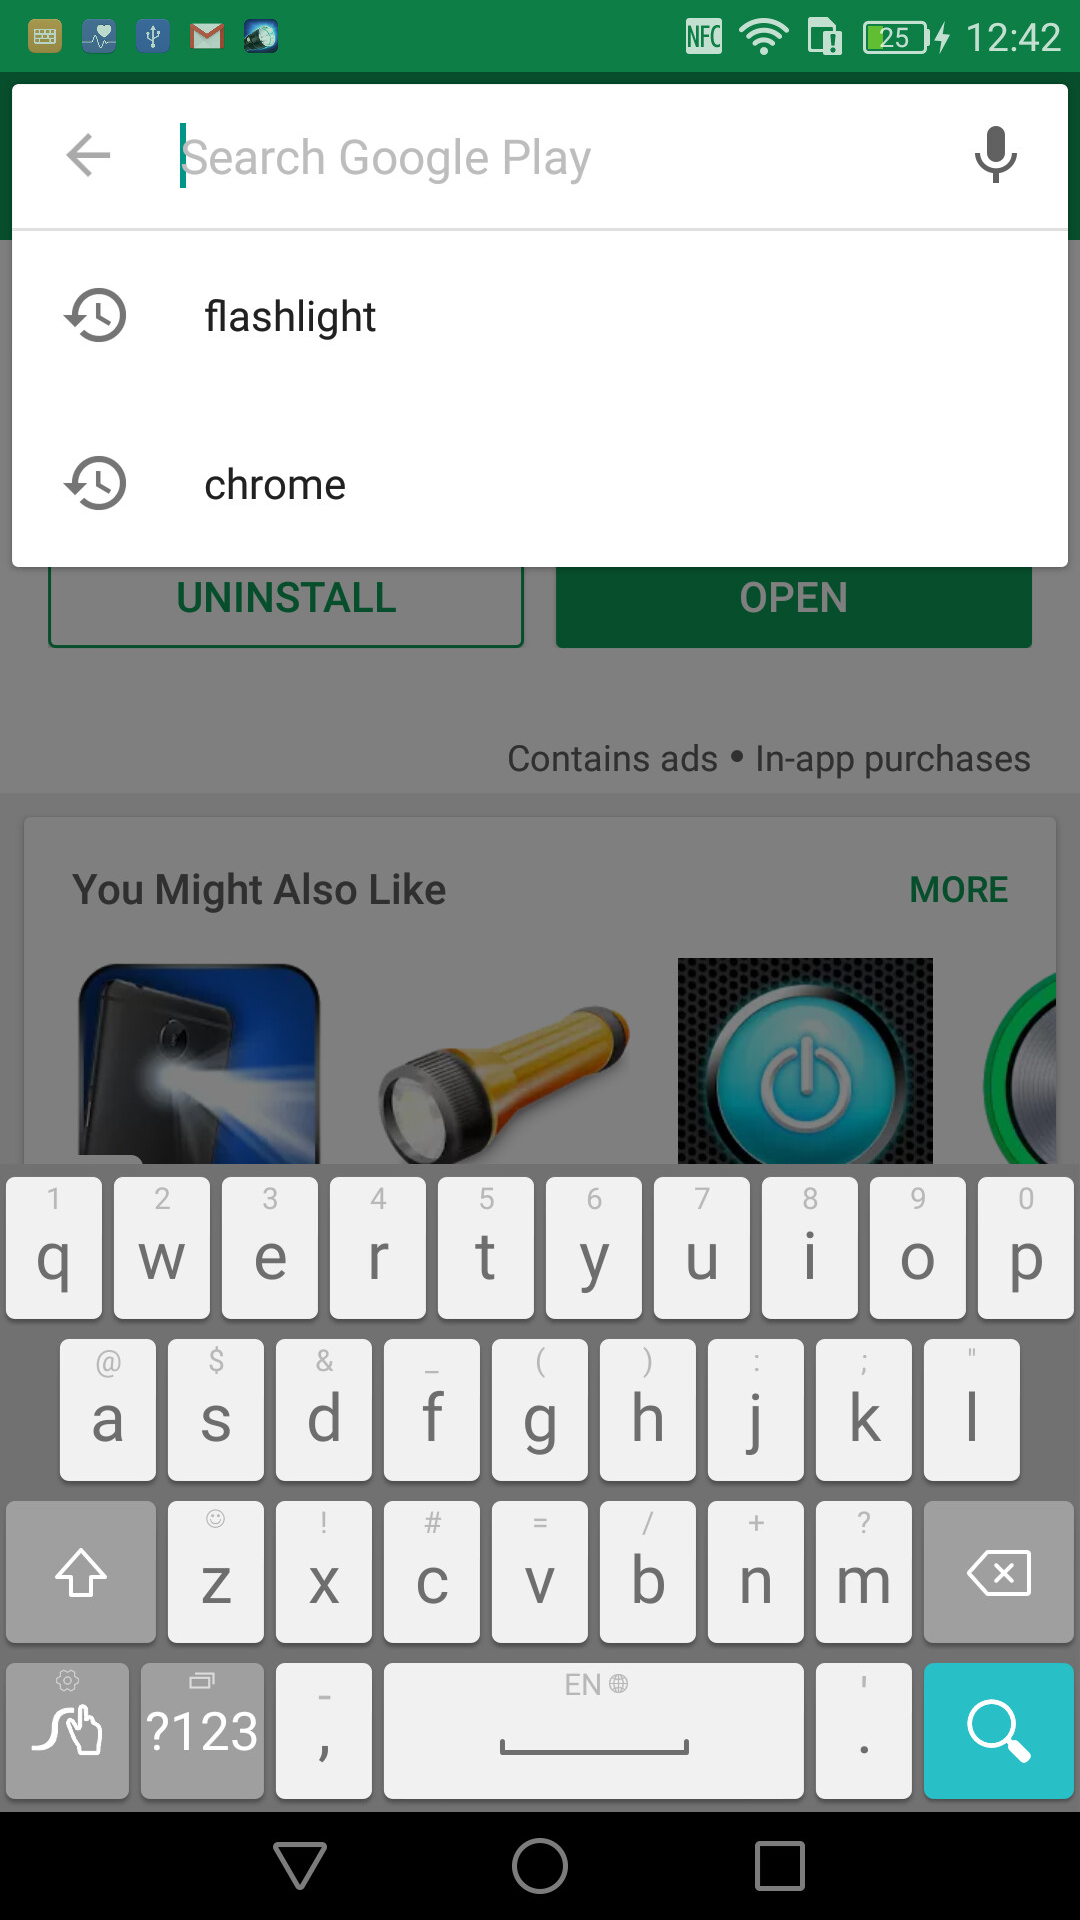 NFC 25 12:42
Search Google Play
flashlight
chrome
UNINSTALL OPEN
Contains ads • In-app purchases
You Might Also Like MORE
1 2 3 4 5 6 7 8 9 0
q w e r t y u i o p
@ $ & _ ( ) : ; "
a s d f g h j k l
! # = / + ?
z x c v b n m
- EN '
?123 , .